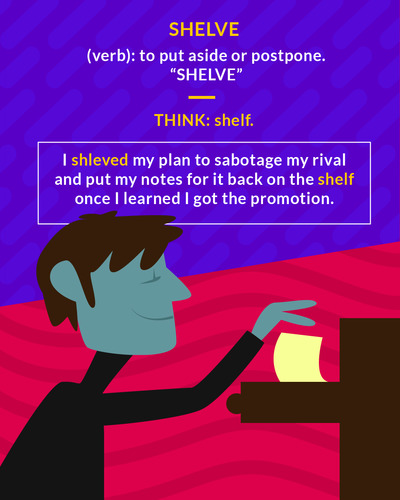 SHELVE
(verb): to put aside or postpone.
“SHELVE”
THINK: shelf.
I shleved my plan to sabotage my rival
and put my notes for it back on the shelf
once I learned I got the promotion.